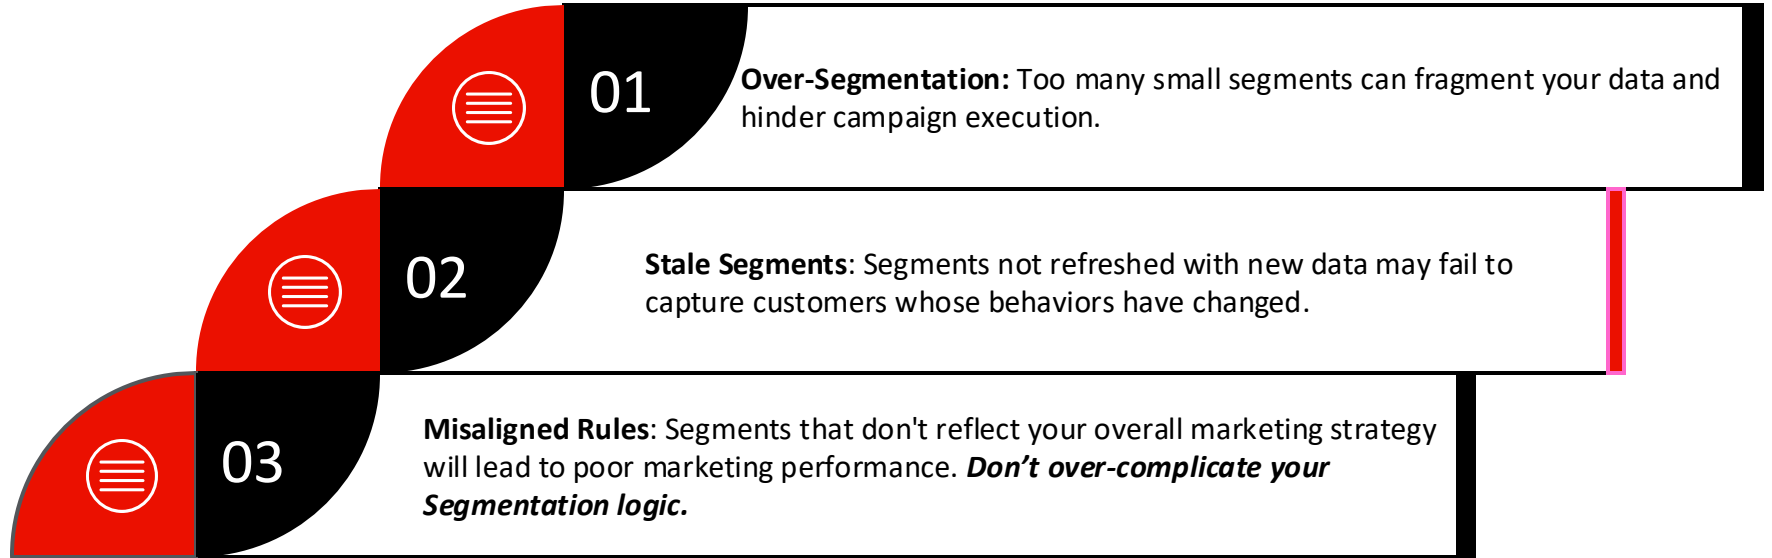 01
Over-Segmentation: Too many small segments can fragment your data and
hinder campaign execution.
02
Stale Segments: Segments not refreshed with new data may fail to
capture customers whose behaviors have changed.
03
Misaligned Rules: Segments that don't reflect your overall marketing strategy
will lead to poor marketing performance. Don’t over-complicate your
Segmentation logic.